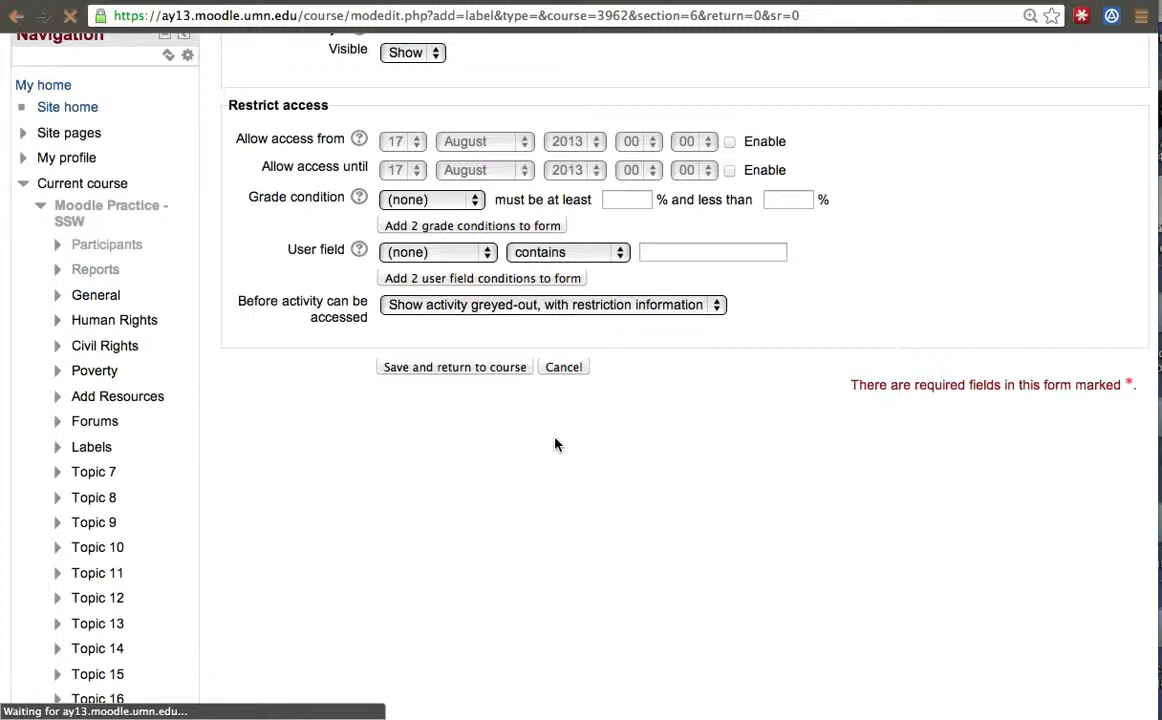 https://ay13.moodle.umn.edu/course/modedit.php?add=label&type=&course=3962&section=6&return=0&sr=0
Navigation
My home
Site home
Site pages
My profile
Current course
Moodle Practice -
SSW
Participants
Reports
General
Human Rights
Civil Rights
Poverty
Add Resources
Forums
Labels
Topic 7
Topic 8
Topic 9
Topic 10
Topic 11
Topic 12
Topic 13
Topic 14
Topic 15
Topic 16
Visible Show
Restrict access
Allow access from ? 17 August 2013 00 00 Enable
Allow access until 17 August 2013 00 00 Enable
Grade condition ? (none) must be at least % and less than %
Add 2 grade conditions to form
User field ? (none) contains
Add 2 user field conditions to form
Before activity can be
accessed
Show activity greyed-out, with restriction information
Save and return to course Cancel
There are required fields in this form marked *.
Waiting for ay13.moodle.umn.edu...